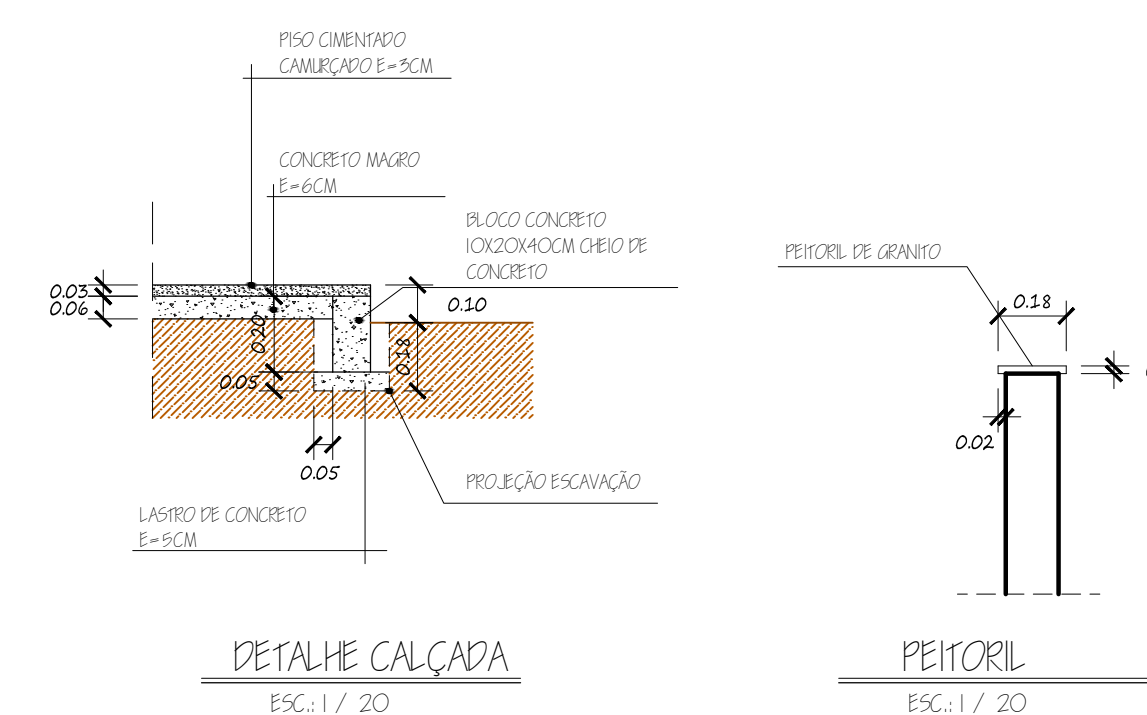 PISO CIMENTADO
CAMURÇADO E=3CM
CONCRETO MAGRO
E=6CM
BLOCO CONCRETO
10X20X40CM CHEIO DE
CONCRETO
0.03
0.06
0.20
0.05
0.10
0.18
0.05
PROJEÇÃO ESCAVAÇÃO
LASTRO DE CONCRETO
E=5CM
DETALHE CALÇADA
ESC.: 1 / 20
PEITORIL DE GRANITO
0.18
0.02
PEITORIL
ESC.: 1 / 20